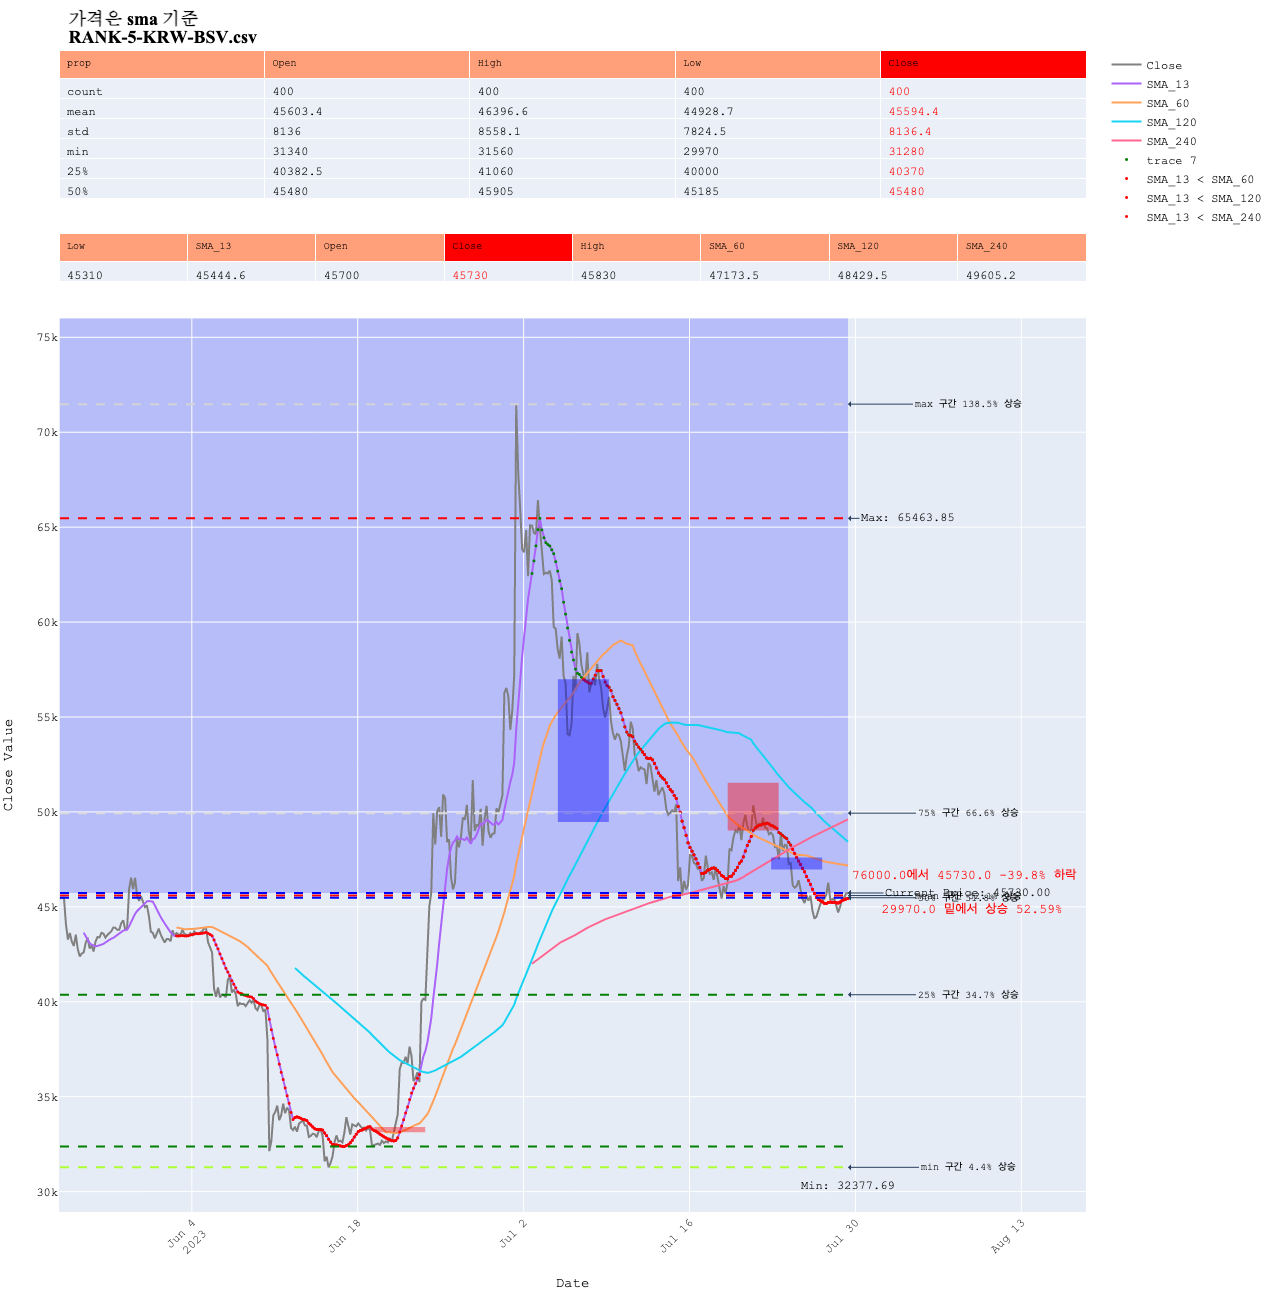 가격은 sma 기준
RANK-5-KRW-BSV.csv
prop Open High Low Close
count 400 400 400 400
mean 45603.4 46396.6 44928.7 45594.4
std 8136 8558.1 7824.5 8136.4
min 31340 31560 29970 31280
25% 40382.5 41060 40000 40370
50% 45480 45905 45185 45480
Low SMA_13 Open Close High SMA_60 SMA_120 SMA_240
45310 45444.6 45700 45730 45830 47173.5 48429.5 49605.2
Close
SMA_13
SMA_60
SMA_120
SMA_240
trace 7
SMA_13 < SMA_60
SMA_13 < SMA_120
SMA_13 < SMA_240
Close Value
75k
70k
65k
60k
55k
50k
45k
40k
35k
30k
max 구간 138.5% 상승
Max: 65463.85
75% 구간 66.6% 상승
76000.0에서 45730.0 -39.8% 하락
Current Price: 45730.00
50% 구간 51.8% 상승
29970.0 밑에서 상승 52.59%
25% 구간 34.7% 상승
min 구간 4.4% 상승
Min: 32377.69
Jun 4
2023
Jun 18
Jul 2
Jul 16
Jul 30
Aug 13
Date